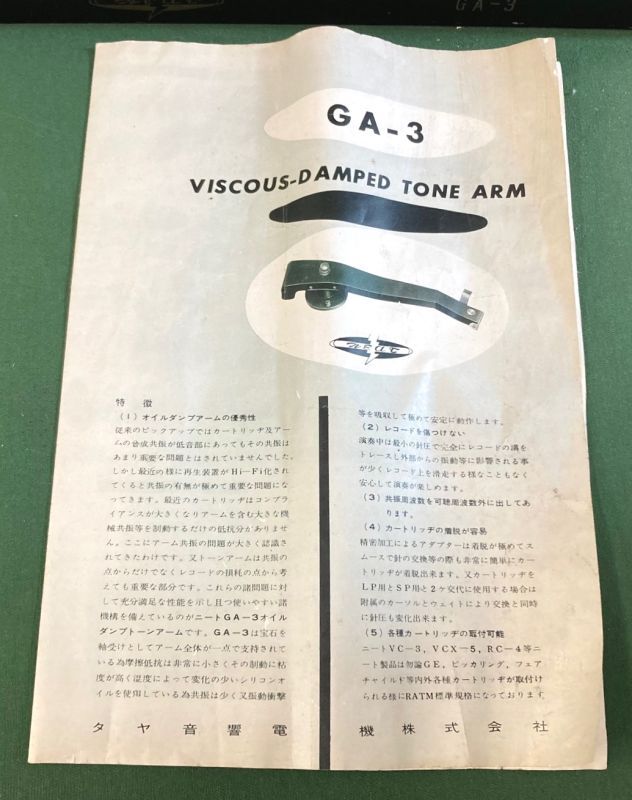 GA-3
GA-3
VISCOUS-DAMPED TONE ARM
特徴
(1) オイルダンプアームの優秀性
従来のピックアップではカートリッヂ及アー
ムの合成共振が低音部にあってもその共振は
あまり重要な問題とはされていませんでした。
しかし最近の様に再生装置がHi-Fi化され
てくると共振の有無が極めて重要な問題にな
ってきます。最近のカートリッヂはコンプラ
イアンスが大きくなりアームを含む大きな機
械共振等を制動するだけの低抗分がありませ
ん。ここにアーム共振の問題が大きく認識さ
れてきたわけです。又トーンアームは共振の
点からだけでなくレコードの損耗の点から考
えても重要な部分です。これらの諸問題に対
して充分満足な性能を示し且つ使いやすい諸
機構を備えているのがニートGA-3オイル
ダンプトーンアームです。GA-3は宝石を
軸受としてアーム全体が一点で支持されて
いる為摩擦低抗は非常に小さくその制動に粘
度が高く湿度によって変化の少いシリコンオ
イルを使用している為共振は少く又振動衝撃
等を吸収して極めて安定に動作します。
(2) レコードを傷つけない
演奏中は最小の針圧で完全にレコードの溝を
トレースし外部からの振動等に影響される事
が少くレコード上を滑走する様なこともなく
安心して演奏が楽しめます。
(3) 共振周波数を可聴周波数外に出してあ
ります。
(4) カートリッヂの着脱が容易
精密加工によるアダプターは着脱が極めてス
ムースで針の交換等の際も非常に簡単にカー
トリッヂが着脱出来ます。又カートリッヂを
LP用とSP用と2ヶ交代に使用する場合は
附属のカーソルとウェイトにより交換と同時
に針圧も変化出来ます。
(5) 各種カートリッヂの取付可能
ニートVC-3、VCX-5、RC-4等ニ
ート製品は勿論GE、ピッカリング、フェア
チャイルド等内外各種カートリッヂが取付け
られる様にRATM標準規格になっております
タヤ音響電機株式会社